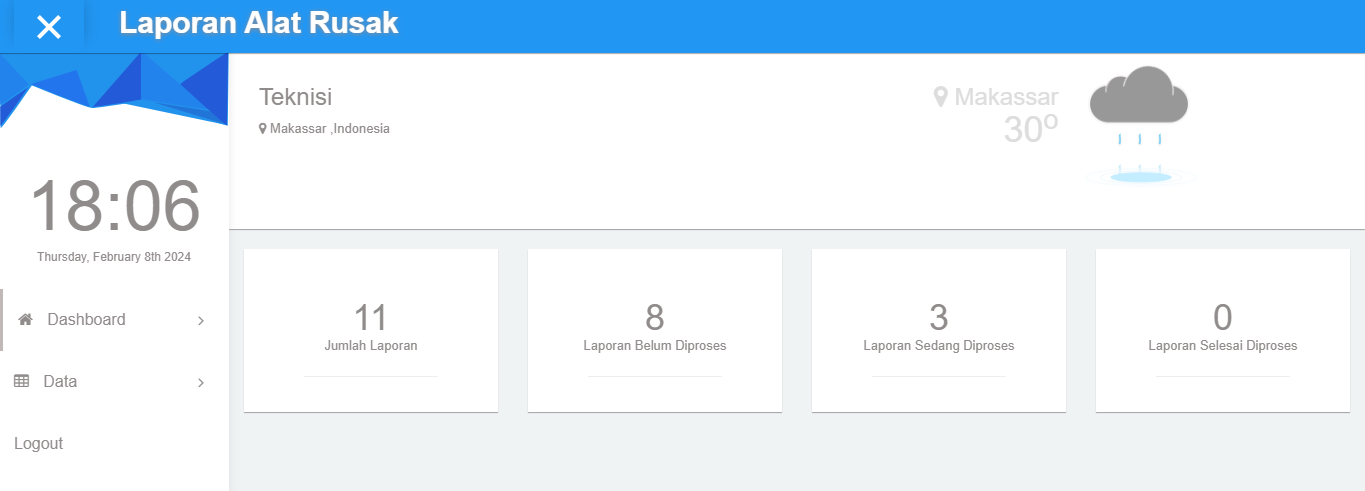 Laporan Alat Rusak
Teknisi
Makassar ,Indonesia
Makassar
30º
18:06
Thursday, February 8th 2024
Dashboard
Data
Logout
11
Jumlah Laporan
8
Laporan Belum Diproses
3
Laporan Sedang Diproses
0
Laporan Selesai Diproses